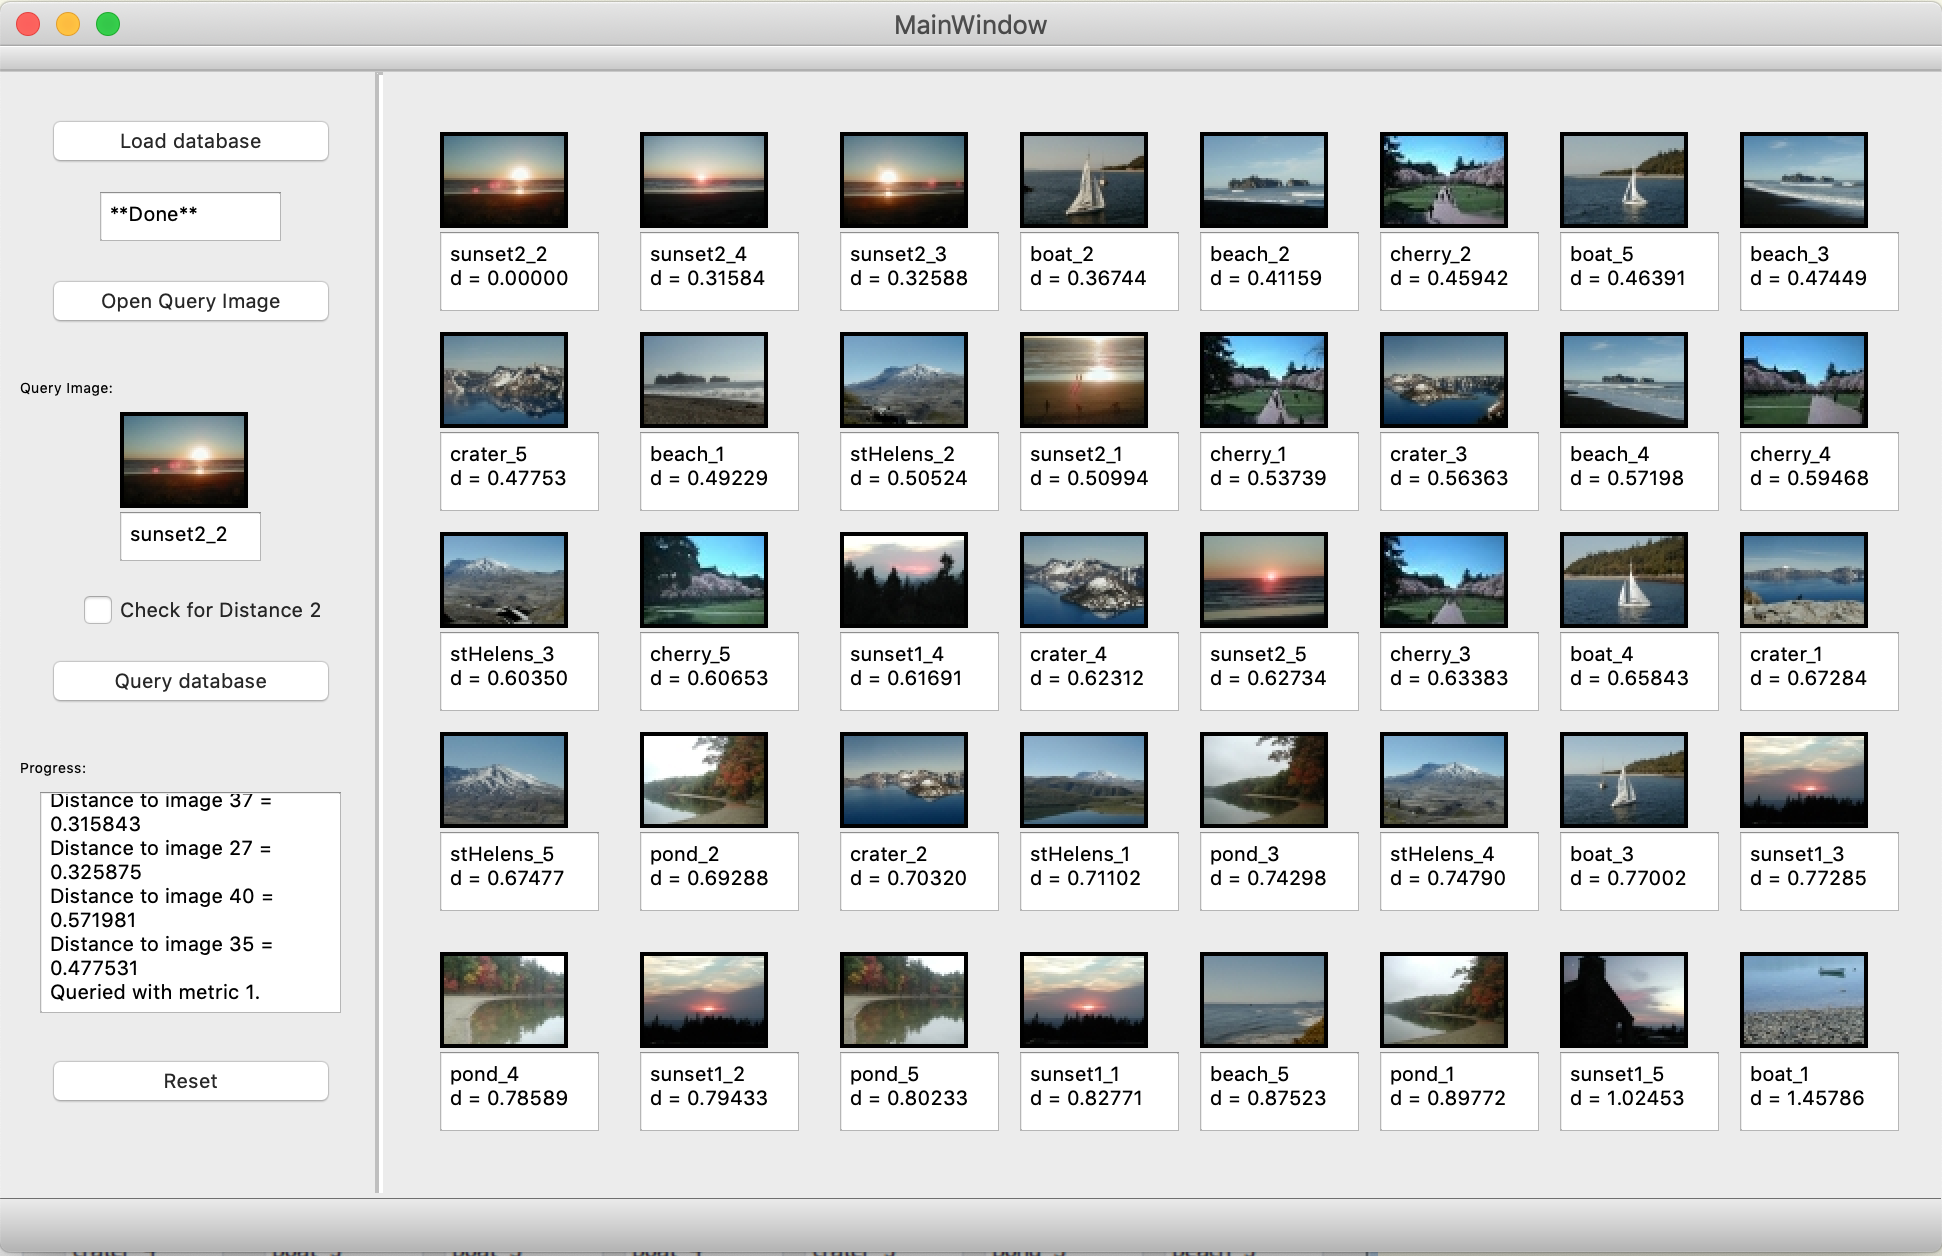 MainWindow
Load database
**Done**
Open Query Image
Query Image:
sunset2_2
Check for Distance 2
Query database
Progress:
Distance to image 37 =
0.315843
Distance to image 27 =
0.325875
Distance to image 40 =
0.571981
Distance to image 35 =
0.477531
Queried with metric 1.
Reset
sunset2_2
d = 0.00000
sunset2_4
d = 0.31584
sunset2_3
d = 0.32588
boat_2
d = 0.36744
beach_2
d = 0.41159
cherry_2
d = 0.45942
boat_5
d = 0.46391
beach_3
d = 0.47449
crater_5
d = 0.47753
beach_1
d = 0.49229
stHelens_2
d = 0.50524
sunset2_1
d = 0.50994
cherry_1
d = 0.53739
crater_3
d = 0.56363
beach_4
d = 0.57198
cherry_4
d = 0.59468
stHelens_3
d = 0.60350
cherry_5
d = 0.60653
sunset1_4
d = 0.61691
crater_4
d = 0.62312
sunset2_5
d = 0.62734
cherry_3
d = 0.63383
boat_4
d = 0.65843
crater_1
d = 0.67284
stHelens_5
d = 0.67477
pond_2
d = 0.69288
crater_2
d = 0.70320
stHelens_1
d = 0.71102
pond_3
d = 0.74298
stHelens_4
d = 0.74790
boat_3
d = 0.77002
sunset1_3
d = 0.77285
pond_4
d = 0.78589
sunset1_2
d = 0.79433
pond_5
d = 0.80233
sunset1_1
d = 0.82771
beach_5
d = 0.87523
pond_1
d = 0.89772
sunset1_5
d = 1.02453
boat_1
d = 1.45786